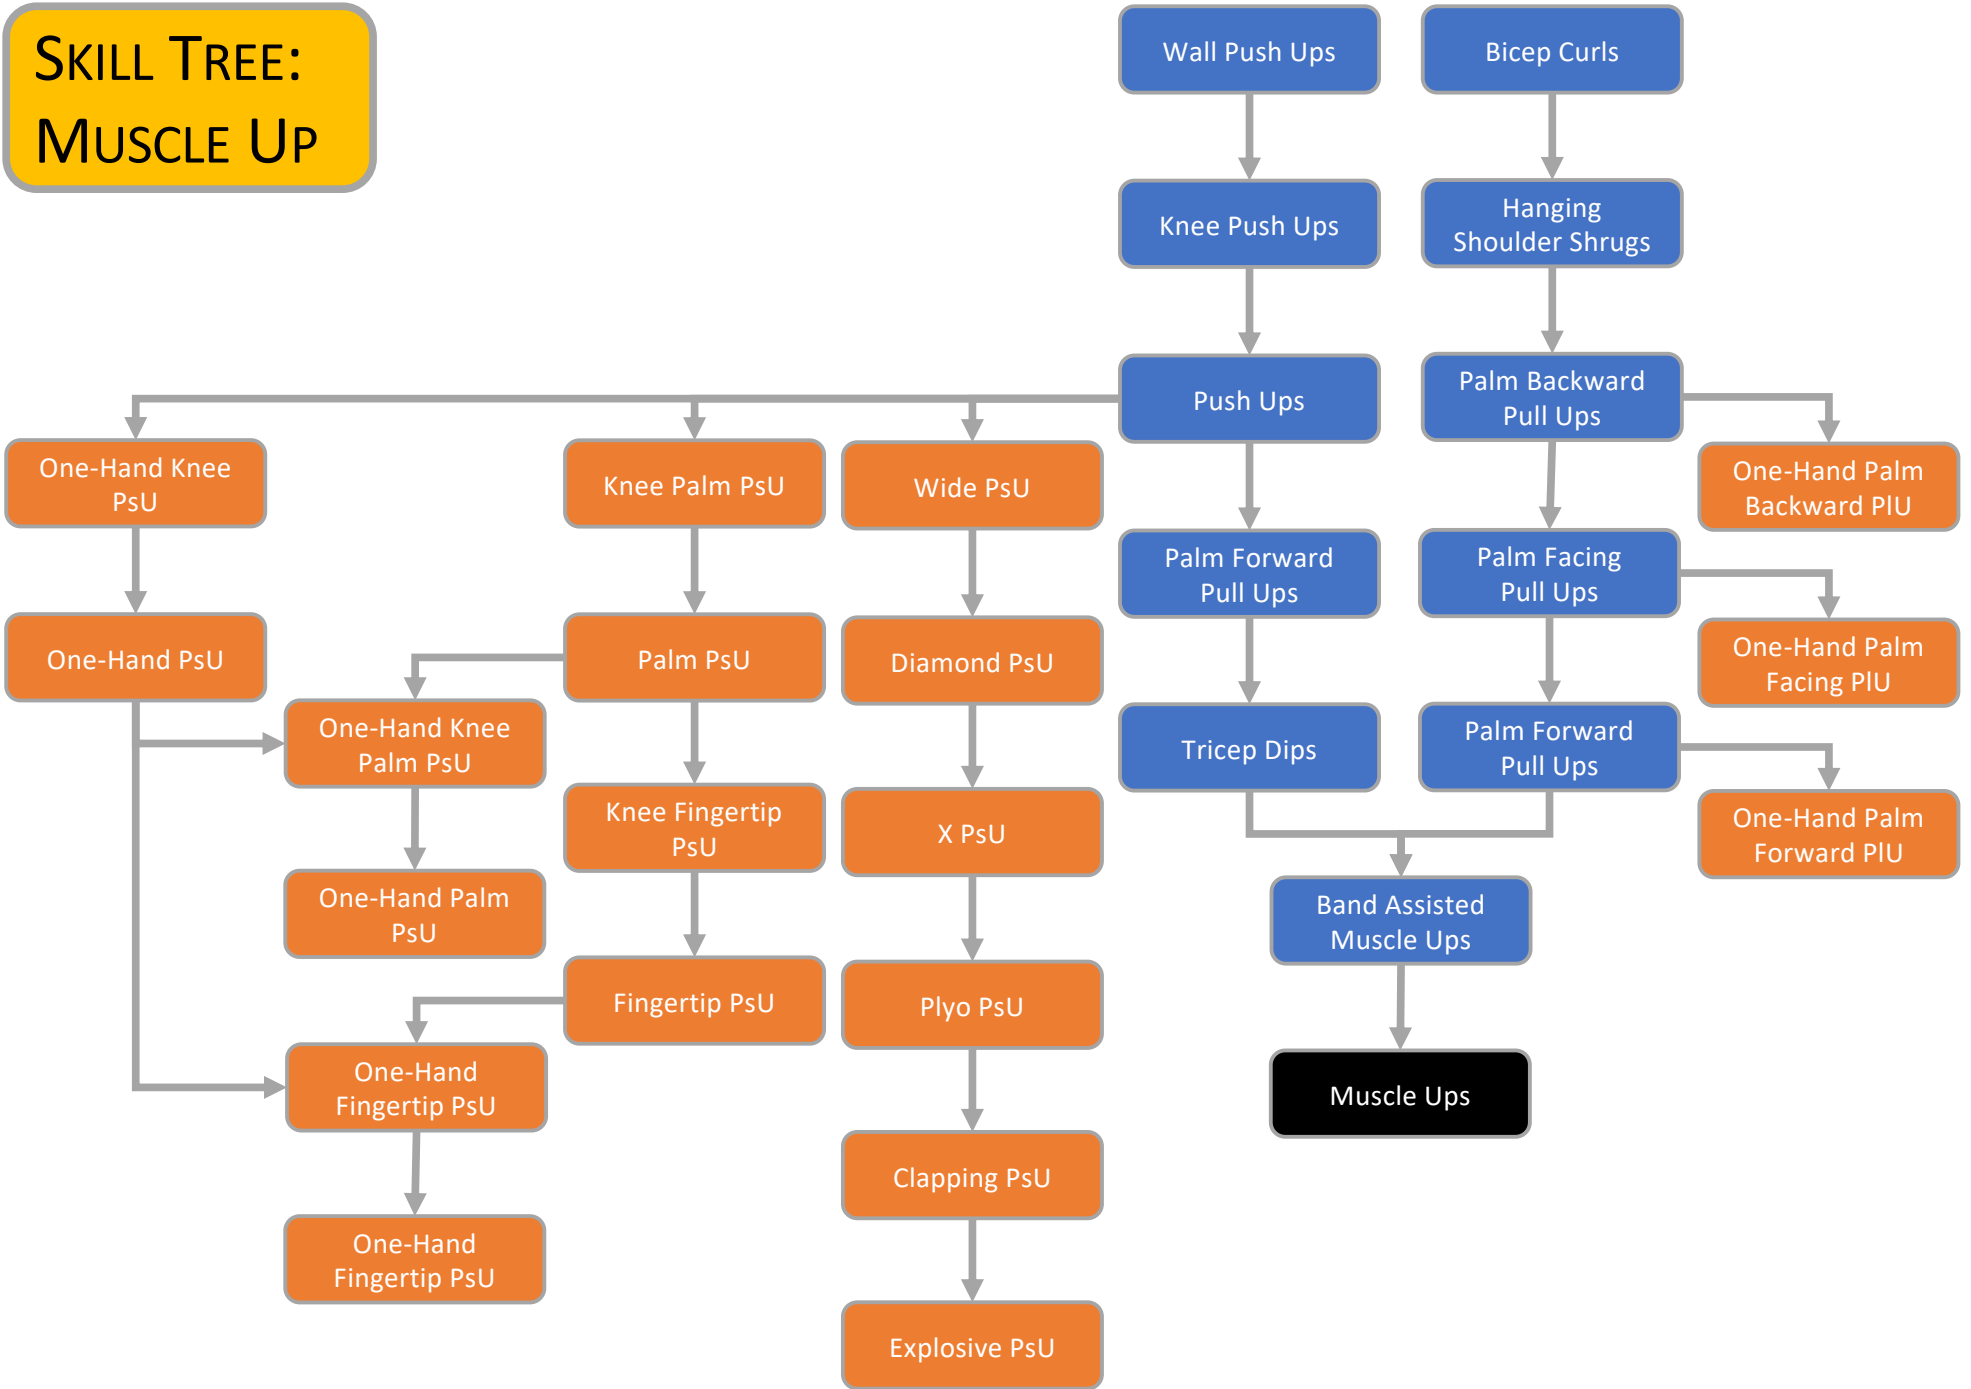 SKILL TREE:
MUSCLE UP
Wall Push Ups
Bicep Curls
Knee Push Ups
Hanging
Shoulder Shrugs
Push Ups
Palm Backward
Pull Ups
One-Hand Knee
PsU
Knee Palm PsU
Wide PsU
One-Hand Palm
Backward PlU
Palm Forward
Pull Ups
Palm Facing
Pull Ups
One-Hand PsU
Palm PsU
Diamond PsU
One-Hand Palm
Facing PlU
One-Hand Knee
Palm PsU
Tricep Dips
Palm Forward
Pull Ups
Knee Fingertip
PsU
X PsU
One-Hand Palm
Forward PlU
One-Hand Palm
PsU
Band Assisted
Muscle Ups
Fingertip PsU
Plyo PsU
One-Hand
Fingertip PsU
Muscle Ups
Clapping PsU
One-Hand
Fingertip PsU
Explosive PsU